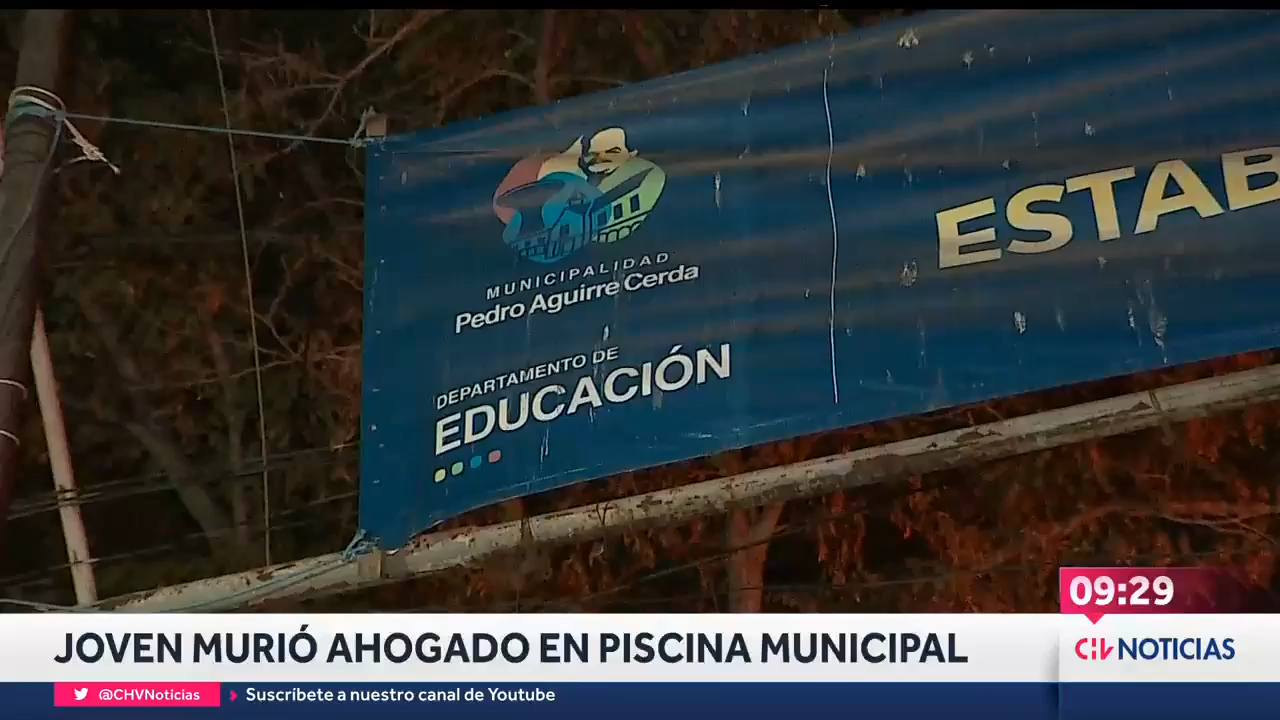 MUNICIPALIDAD
Pedro Aguirre Cerda
DEPARTAMENTO DE
EDUCACIÓN
ESTAB
09:29
JOVEN MURIÓ AHOGADO EN PISCINA MUNICIPAL
CHV NOTICIAS
@CHVNoticias
Suscríbete a nuestro canal de Youtube